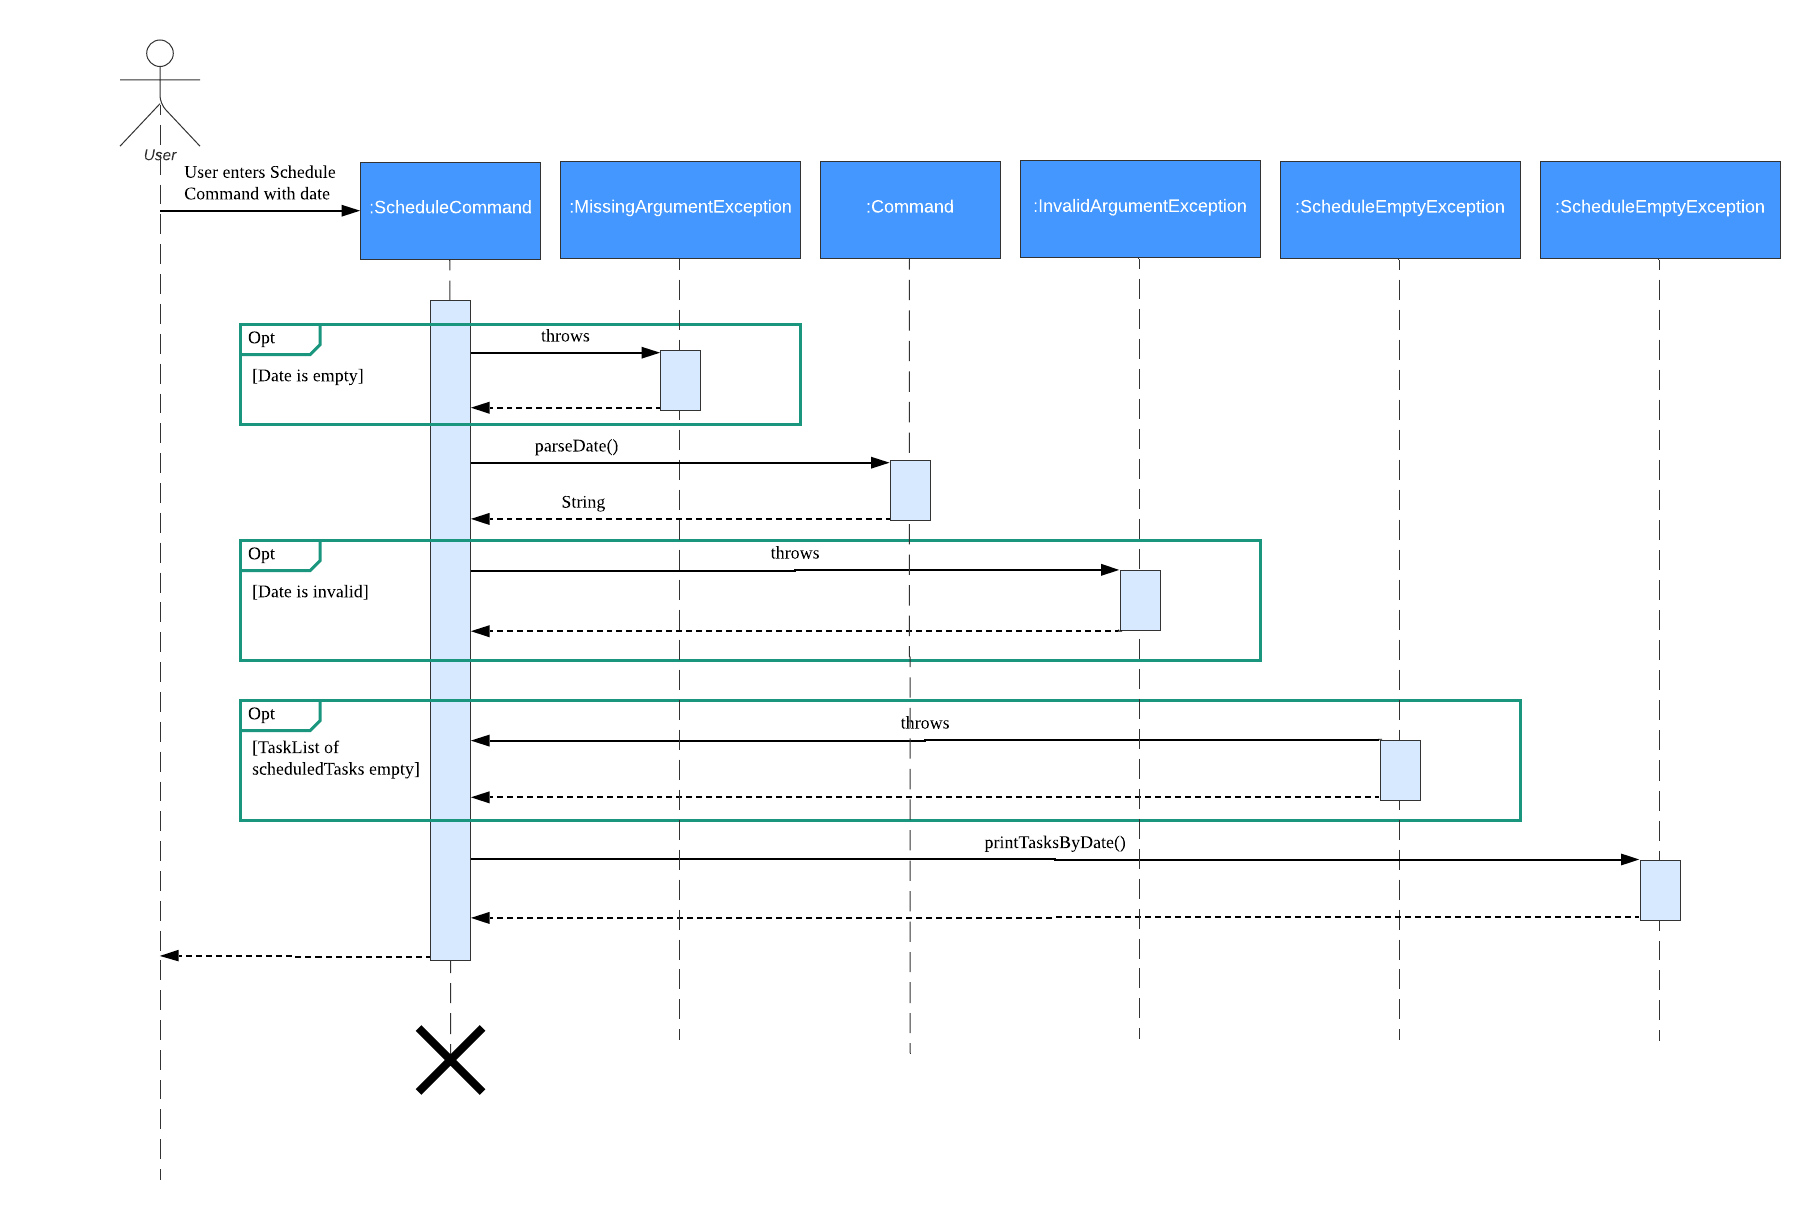 User
User enters Schedule
Command with date
:ScheduleCommand
:MissingArgumentException
:Command
:InvalidArgumentException
:ScheduleEmptyException
:ScheduleEmptyException
Opt
throws
[Date is empty]
parseDate()
String
Opt
throws
[Date is invalid]
Opt
throws
[TaskList of
scheduledTasks empty]
printTasksByDate()